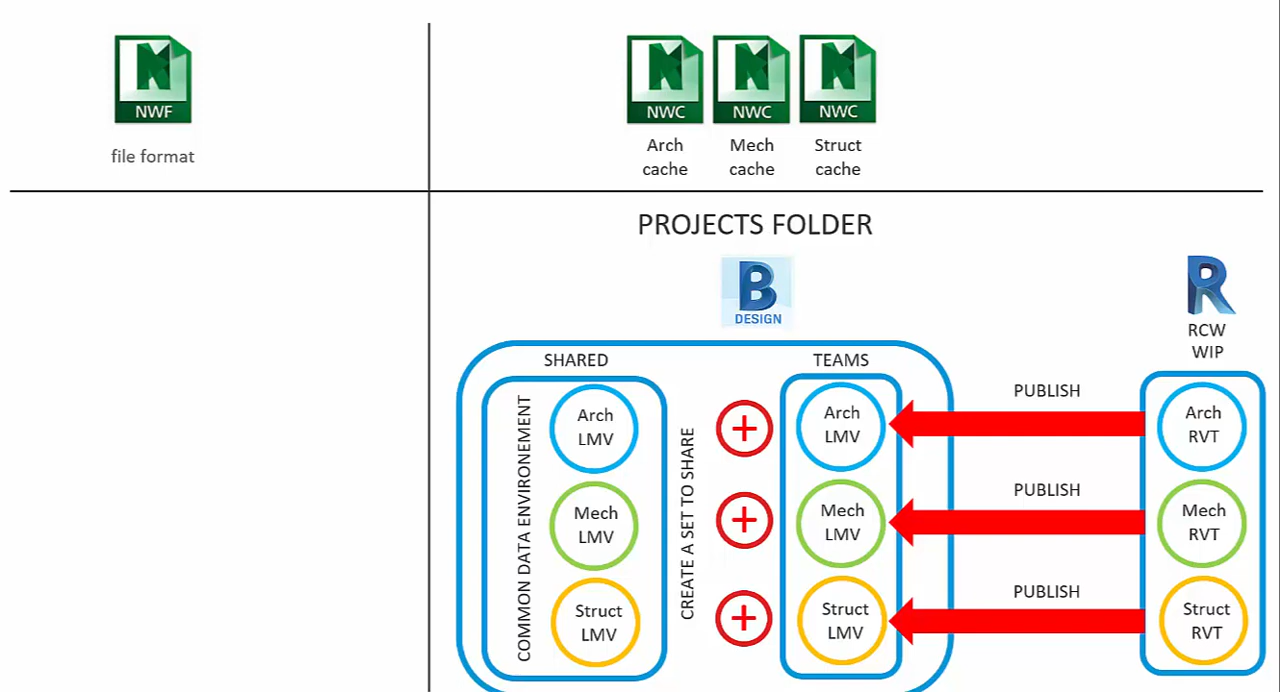 NWF
file format
NWC
NWC
NWC
Arch
cache
Mech
cache
Struct
cache
PROJECTS FOLDER
B
DESIGN
R
RCW
WIP
SHARED
TEAMS
COMMON DATA ENVIRONEMENT
Arch
LMV
Mech
LMV
Struct
LMV
CREATE A SET TO SHARE
Arch
LMV
Mech
LMV
Struct
LMV
PUBLISH
PUBLISH
PUBLISH
Arch
RVT
Mech
RVT
Struct
RVT